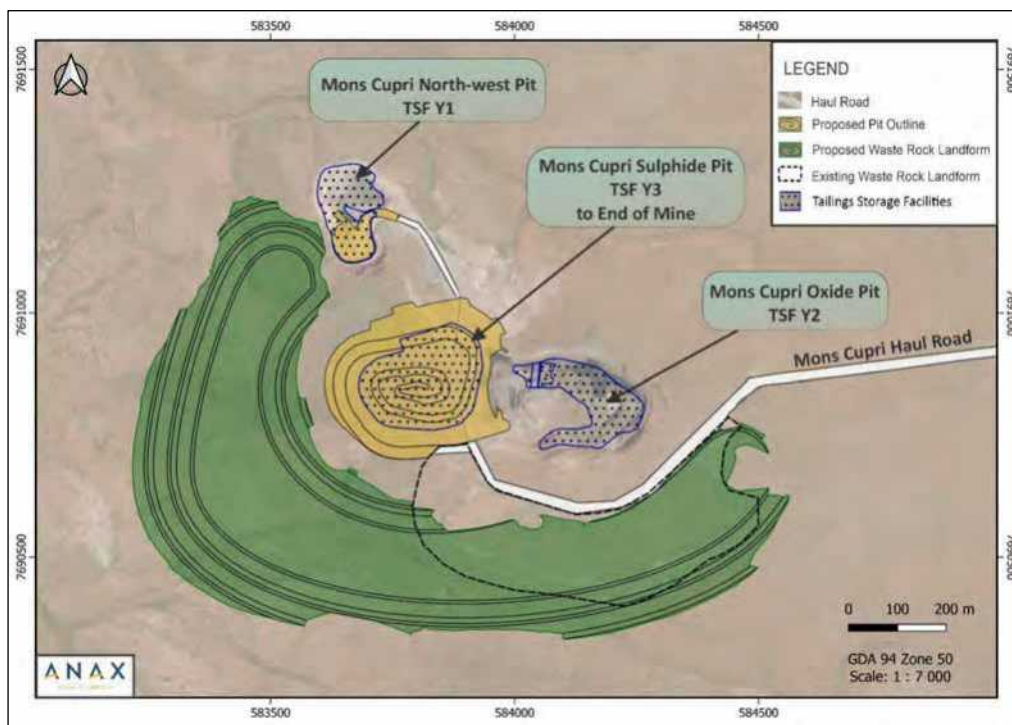 583500
584000
584500
7691500
7691500
Mons Cupri North-west Pit
TSF Y1
LEGEND
Haul Road
Proposed Pit Outline
Proposed Waste Rock Landform
Existing Waste Rock Landform
Tailings Storage Facilities
Mons Cupri Sulphide Pit
TSF Y3
to End of Mine
Mons Cupri Oxide Pit
TSF Y2
7691000
7691000
Mons Cupri Haul Road
7690500
7690500
0 100 200 m
GDA 94 Zone 50
Scale: 1 : 7 000
ANAX
583500
584000
584500